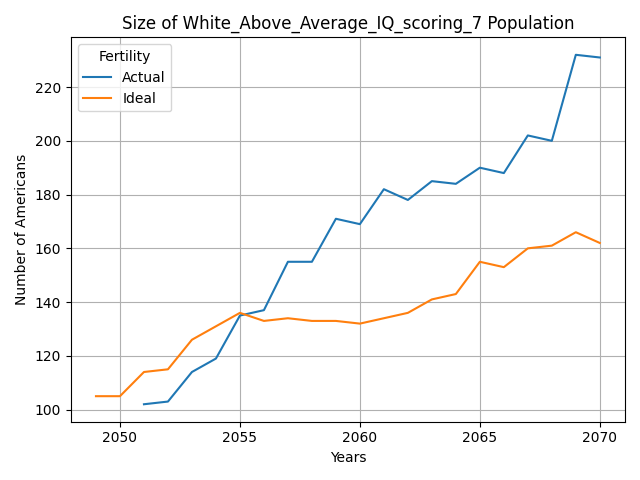 Size of White_Above_Average_IQ_scoring_7 Population
Fertility
Actual
Ideal
Number of Americans
220
200
180
160
140
120
100
2050 2055 2060 2065 2070
Years